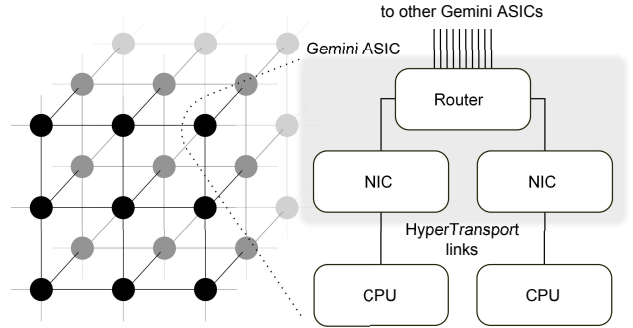 to other Gemini ASICs
Gemini ASIC
Router
NIC
NIC
HyperTransport
links
CPU
CPU